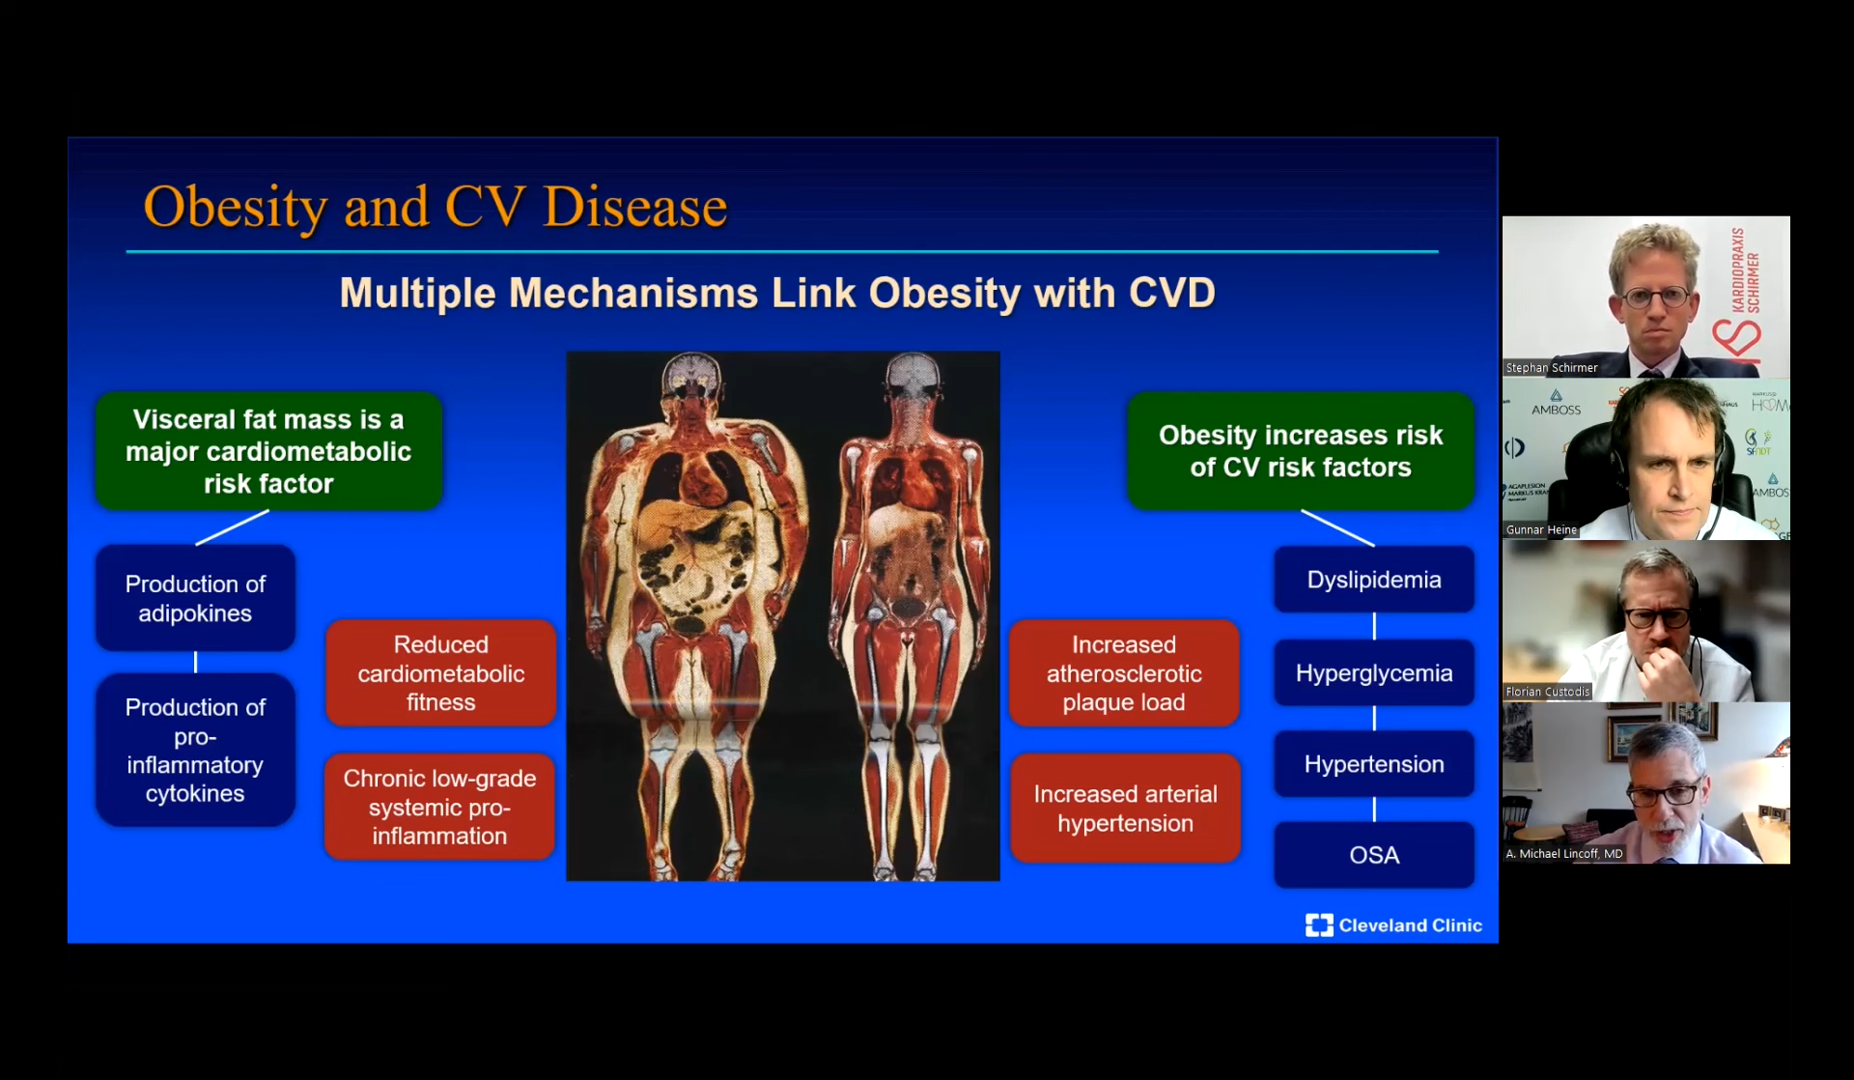 Obesity and CV Disease
Multiple Mechanisms Link Obesity with CVD
Visceral fat mass is a
major cardiometabolic
risk factor
Production of
adipokines
Production of
pro-
inflammatory
cytokines
Reduced
cardiometabolic
fitness
Chronic low-grade
systemic pro-
inflammation
Increased
atherosclerotic
plaque load
Increased arterial
hypertension
Obesity increases risk
of CV risk factors
Dyslipidemia
Hyperglycemia
Hypertension
OSA
Cleveland Clinic
KARDIOPRAXIS
SCHIRMER
Stephan Schirmer
AMBOSS
AGAPLESION
Gunnar Heine
Florian Custodis
A. Michael Lincoff, MD